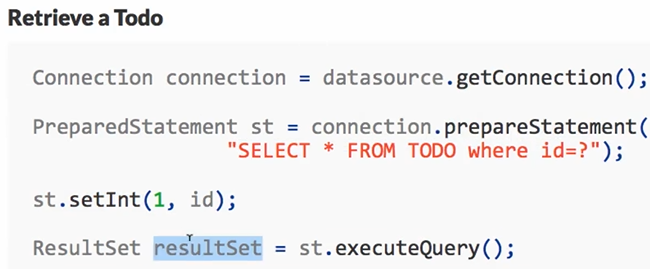 Retrieve a Todo
Connection connection = datasource.getConnection();
PreparedStatement st = connection.prepareStatement(
"SELECT * FROM TODO where id=?");
st.setInt(1, id);
ResultSet resultSet = st.executeQuery();